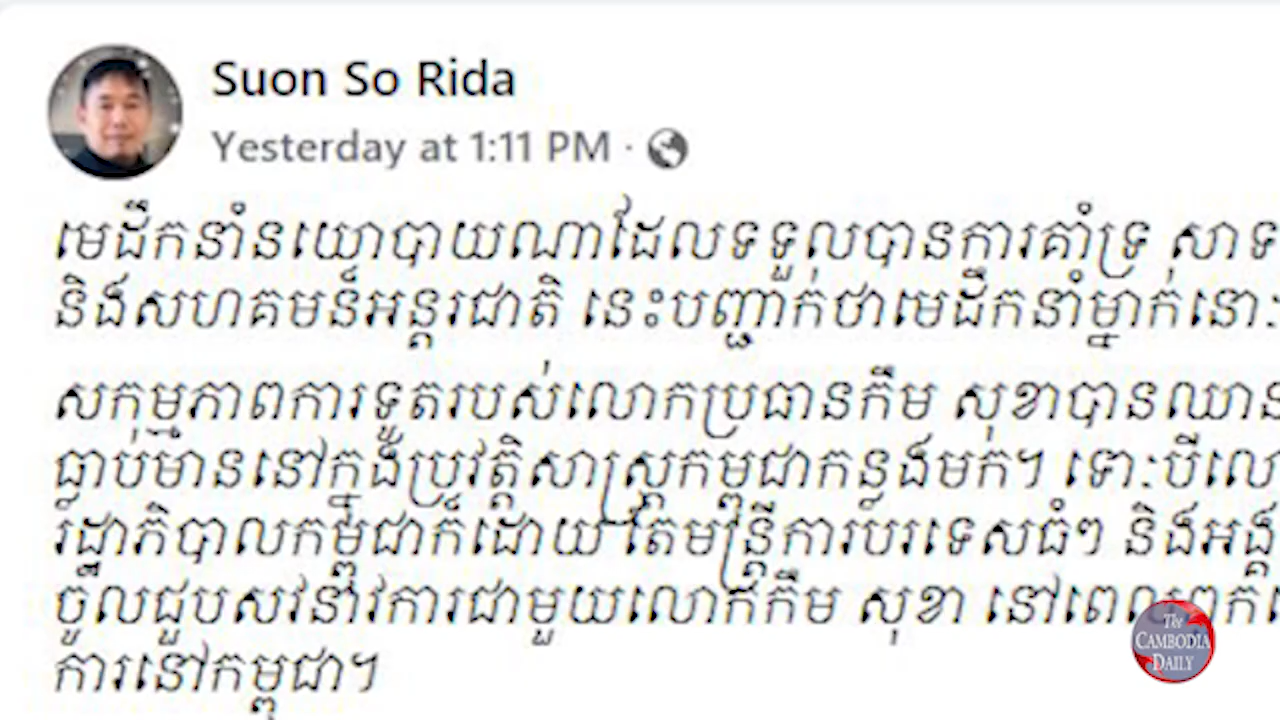 Suon So Rida
Yesterday at 1:11 PM ·
មេដឹកនាំនយោបាយណាដែលទទួលបានការគាំទ្រ
និងសហគមន៍អន្តរជាតិ នេះបញ្ជាក់ថាមេដឹកនាំម្នាក់នោះ
សកម្មភាពការទូតរបស់លោកប្រធានកឹម សុខាបានឈាន
ធ្លាប់មាននៅក្នុងប្រវត្តិសាស្ត្រកម្ពុជាកន្លងមក។ ទោះបី
រដ្ឋាភិបាលកម្ពុជាក៏ដោយ តែមន្ត្រីការបរទេសធំៗ
ចូលជួបសវនាវការជាមួយលោកកឹម សុខា
ការនៅកម្ពុជា។
The
CAMBODIA
DAILY